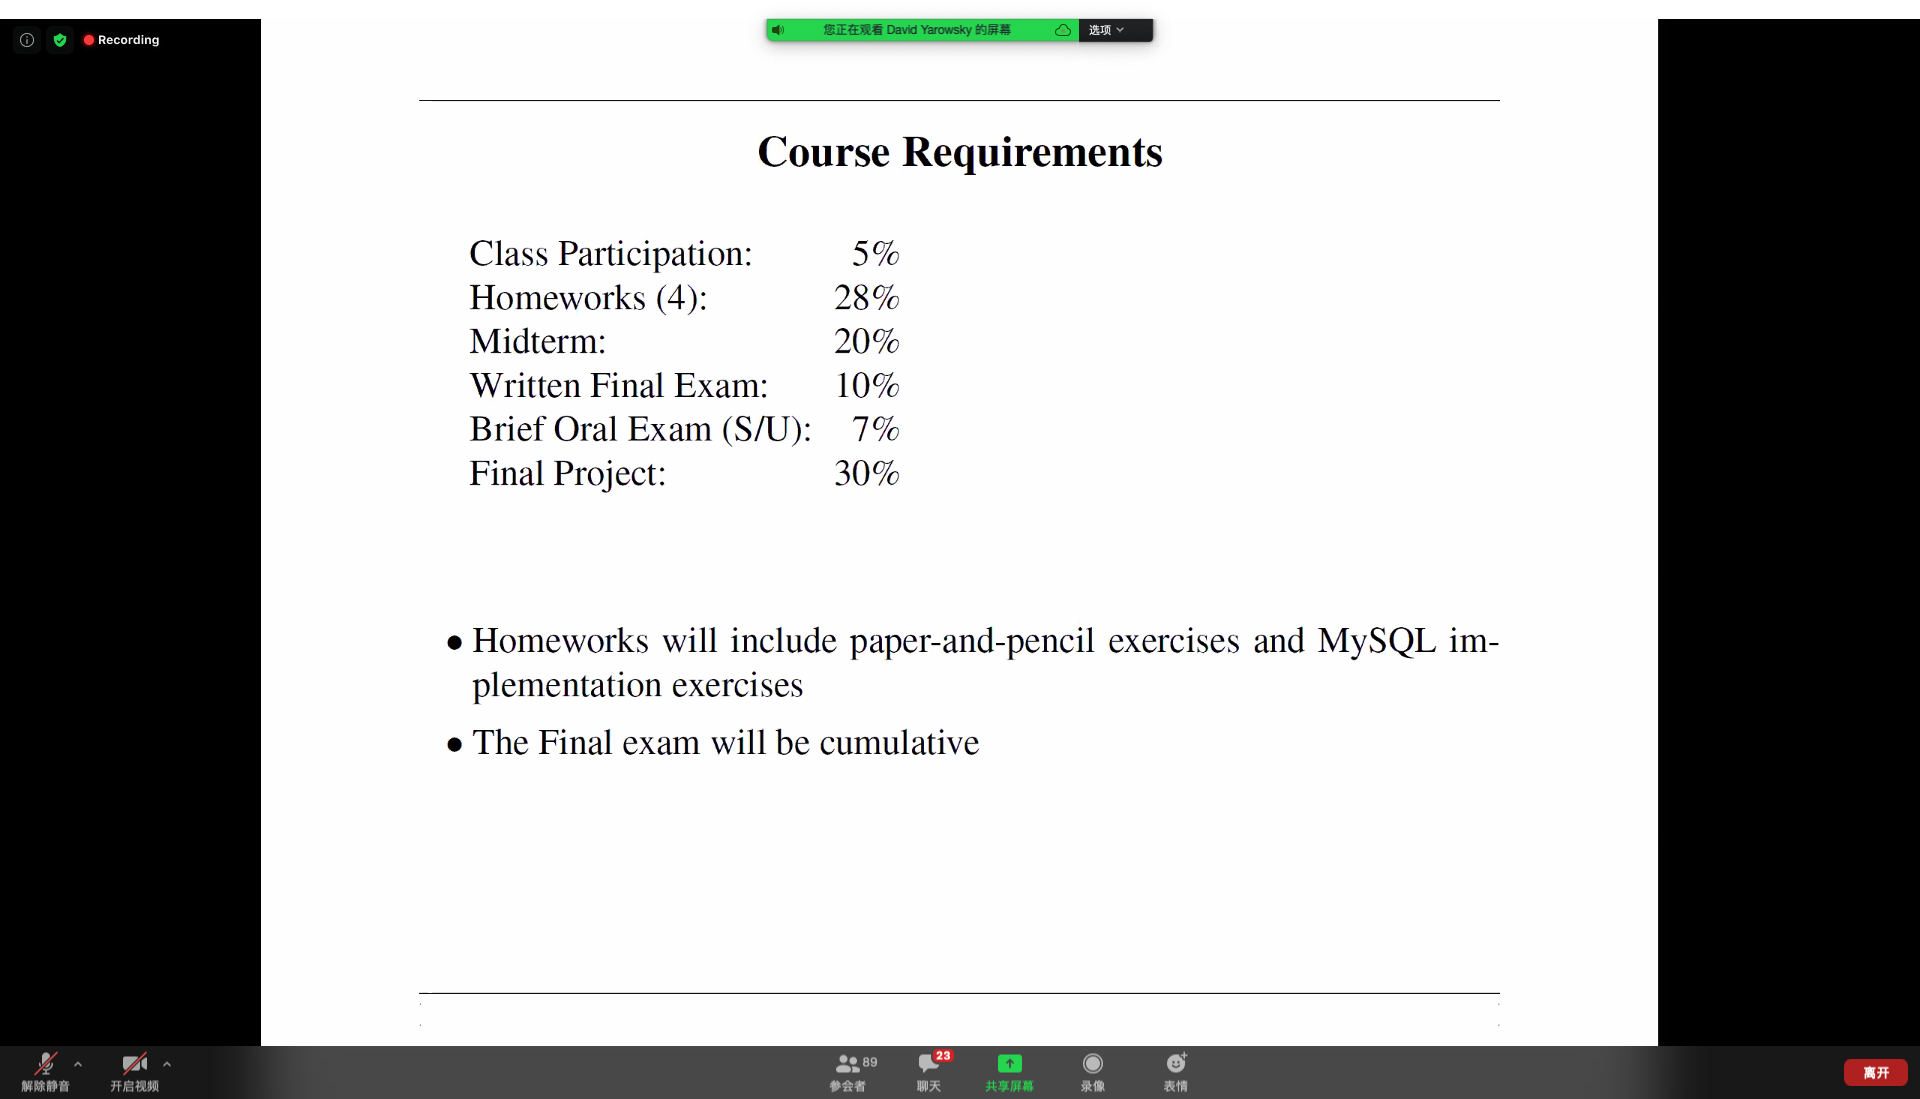 Recording
您正在观看 David Yarowsky 的屏幕
选项
Course Requirements
Class Participation: 5%
Homeworks (4): 28%
Midterm: 20%
Written Final Exam: 10%
Brief Oral Exam (S/U): 7%
Final Project: 30%
● Homeworks will include paper-and-pencil exercises and MySQL im-
plementation exercises
● The Final exam will be cumulative
89
23
解除静音
开启视频
参会者
聊天
共享屏幕
录像
表情
离开